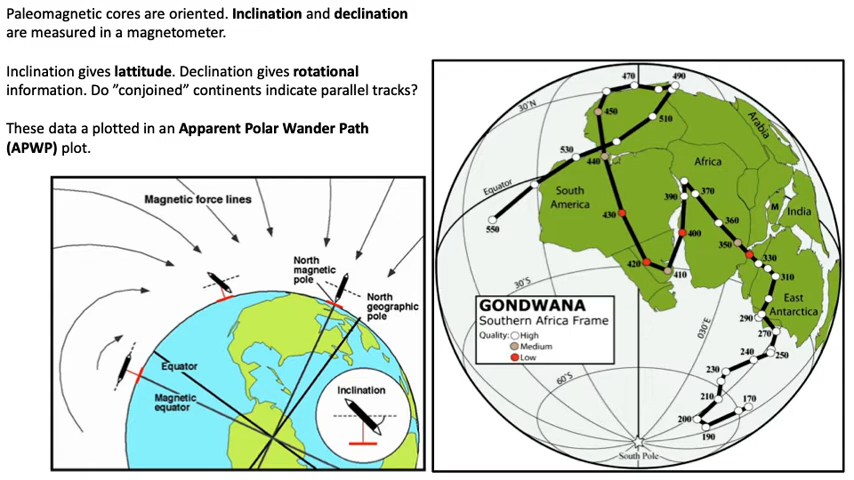 Paleomagnetic cores are oriented. Inclination and declination
are measured in a magnetometer.
Inclination gives lattitude. Declination gives rotational
information. Do "conjoined" continents indicate parallel tracks?
These data a plotted in an Apparent Polar Wander Path
(APWP) plot.
Magnetic force lines
North
magnetic
pole
North
geographic
pole
Equator
Magnetic
equator
Inclination
470
490
30°N
450
510
Arabia
530
440
Africa
Equator
South
America
390
370
M
India
550
430
360
400
350
420
410
330
30°S
310
GONDWANA
Southern Africa Frame
Quality:
High
Medium
Low
East
Antarctica
290
030°E
270
240
250
60°S
230
210
170
200
190
South Pole